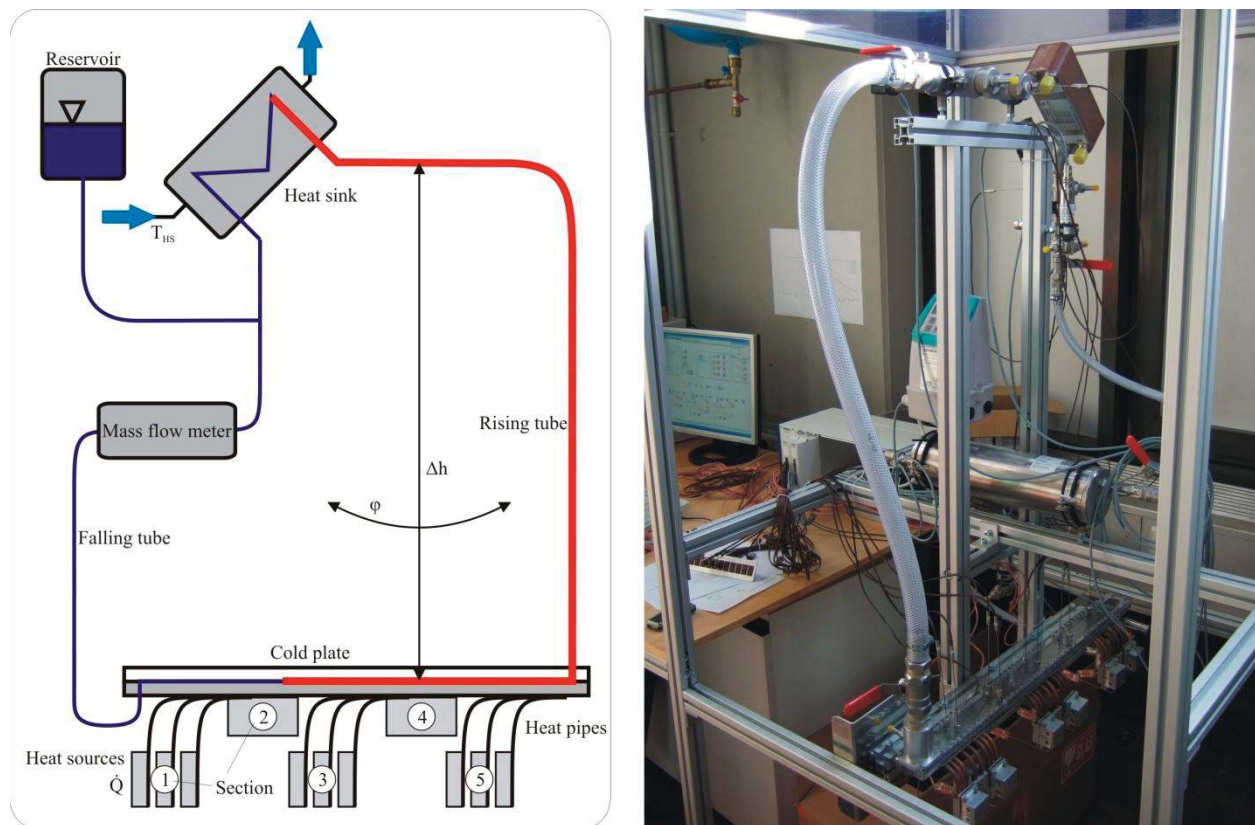 Reservoir
Heat sink
T_HS
Mass flow meter
Rising tube
Δh
φ
Falling tube
Cold plate
2
4
Heat pipes
Heat sources
Q̇
1
Section
3
5